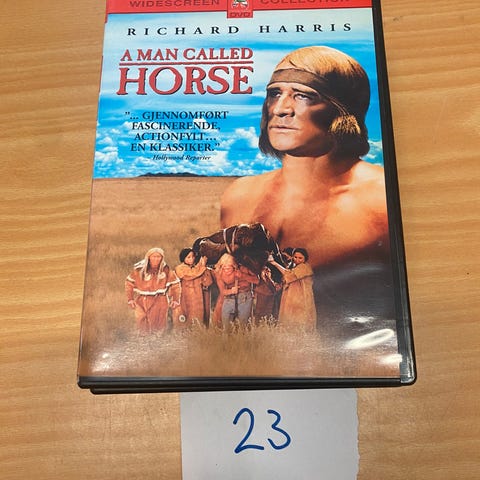 WIDESCREEN DVD COLLECTION
RICHARD HARRIS
A MAN CALLED
HORSE
"... GJENNOMFØRT
FASCINERENDE,
ACTIONFYLT...
EN KLASSIKER."
- Hollywood Reporter
23